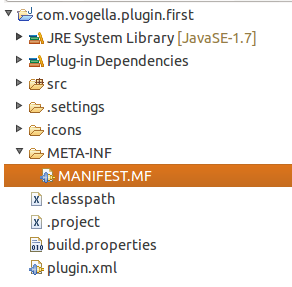 com.vogella.plugin.first
JRE System Library [JavaSE-1.7]
Plug-in Dependencies
src
.settings
icons
META-INF
MANIFEST.MF
.classpath
.project
build.properties
plugin.xml